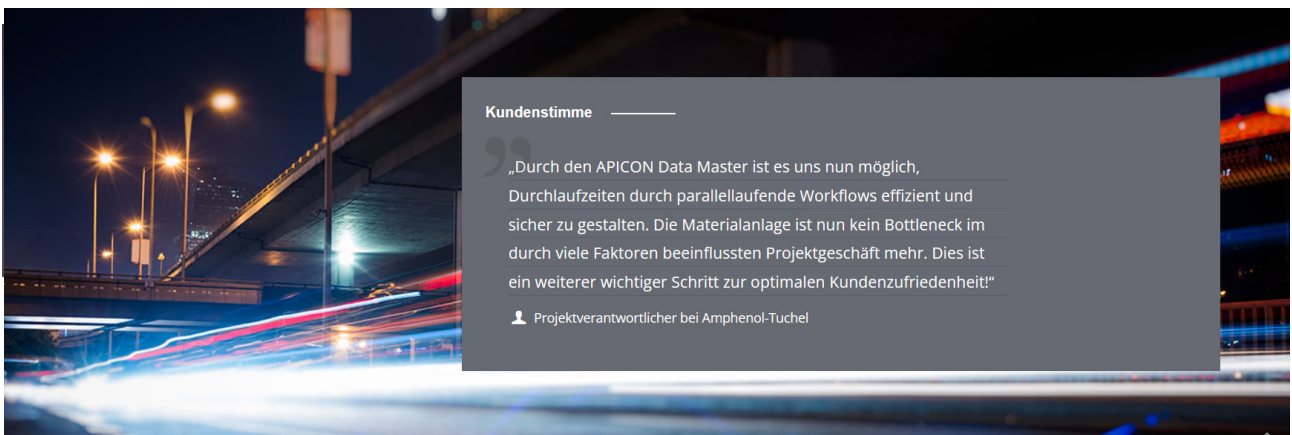 Kundenstimme
„Durch den APICON Data Master ist es uns nun möglich,
Durchlaufzeiten durch parallellaufende Workflows effizient und
sicher zu gestalten. Die Materialanlage ist nun kein Bottleneck im
durch viele Faktoren beeinflussten Projektgeschäft mehr. Dies ist
ein weiterer wichtiger Schritt zur optimalen Kundenzufriedenheit!“
Projektverantwortlicher bei Amphenol-Tuchel